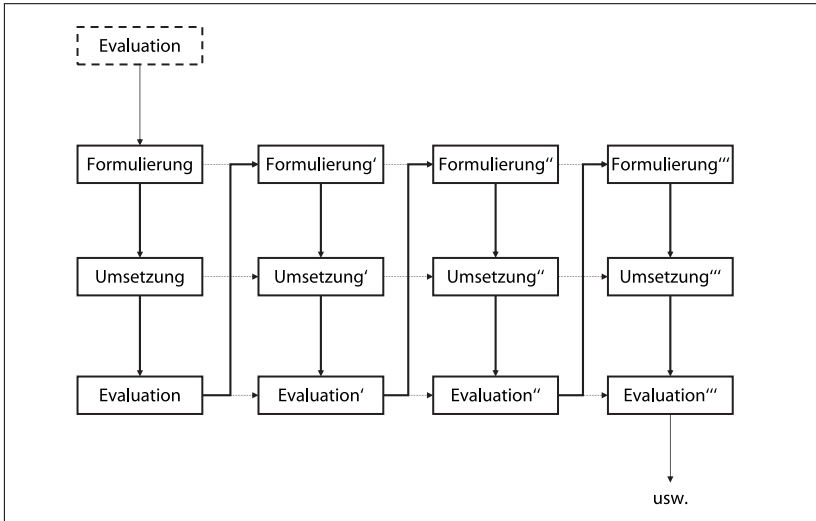 Evaluation
Formulierung
Formulierung‘
Formulierung‘‘
Formulierung‘‘‘
Umsetzung
Umsetzung‘
Umsetzung‘‘
Umsetzung‘‘‘
Evaluation
Evaluation‘
Evaluation‘‘
Evaluation‘‘‘
usw.